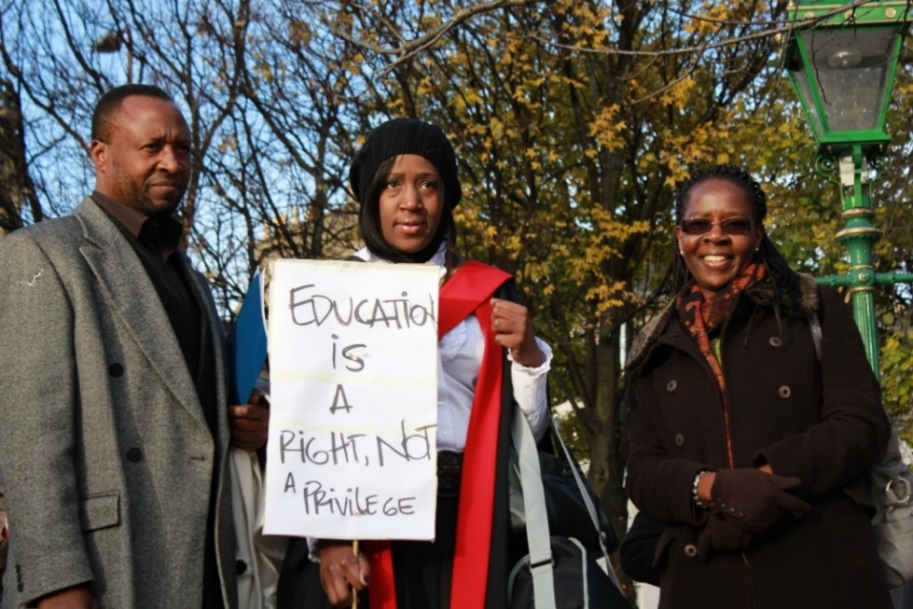 EDUCATION
iS
A
RiGHT, NOT
A PRiViLEGE